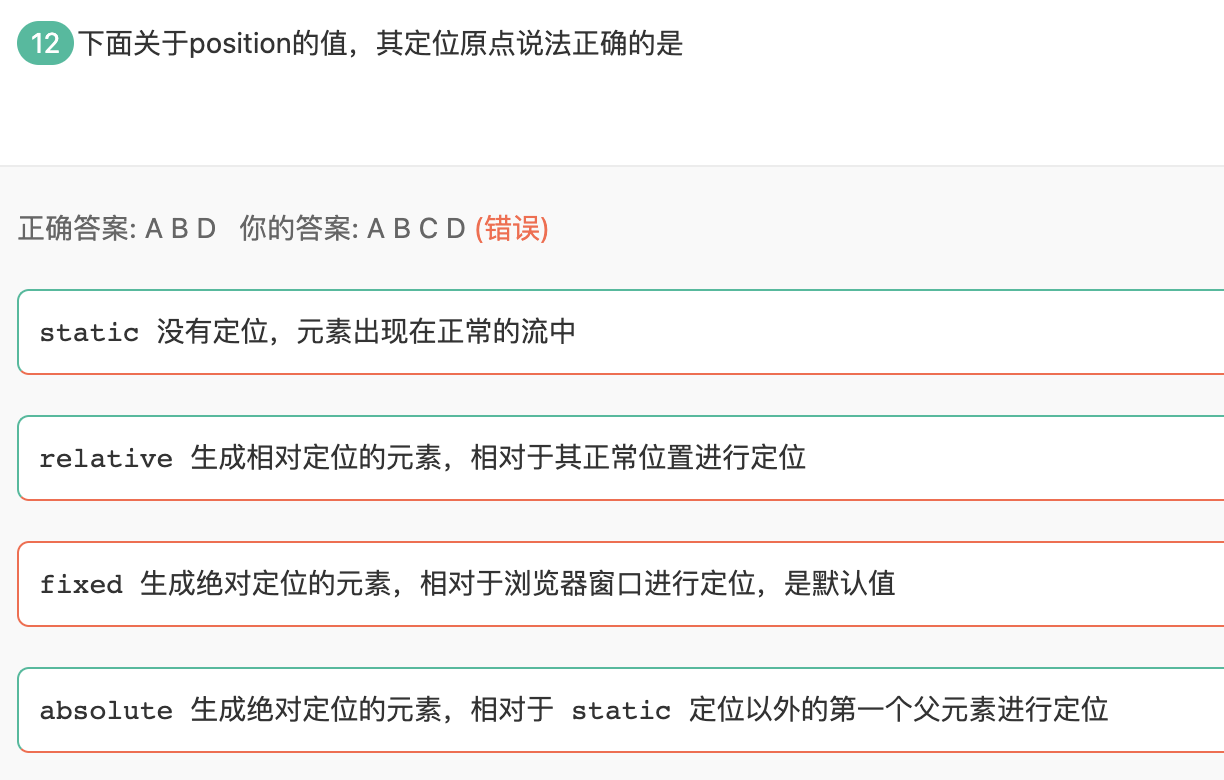 12 下面关于position的值，其定位原点说法正确的是
正确答案: A B D 你的答案: A B C D (错误)
static 没有定位，元素出现在正常的流中
relative 生成相对定位的元素，相对于其正常位置进行定位
fixed 生成绝对定位的元素，相对于浏览器窗口进行定位，是默认值
absolute 生成绝对定位的元素，相对于 static 定位以外的第一个父元素进行定位